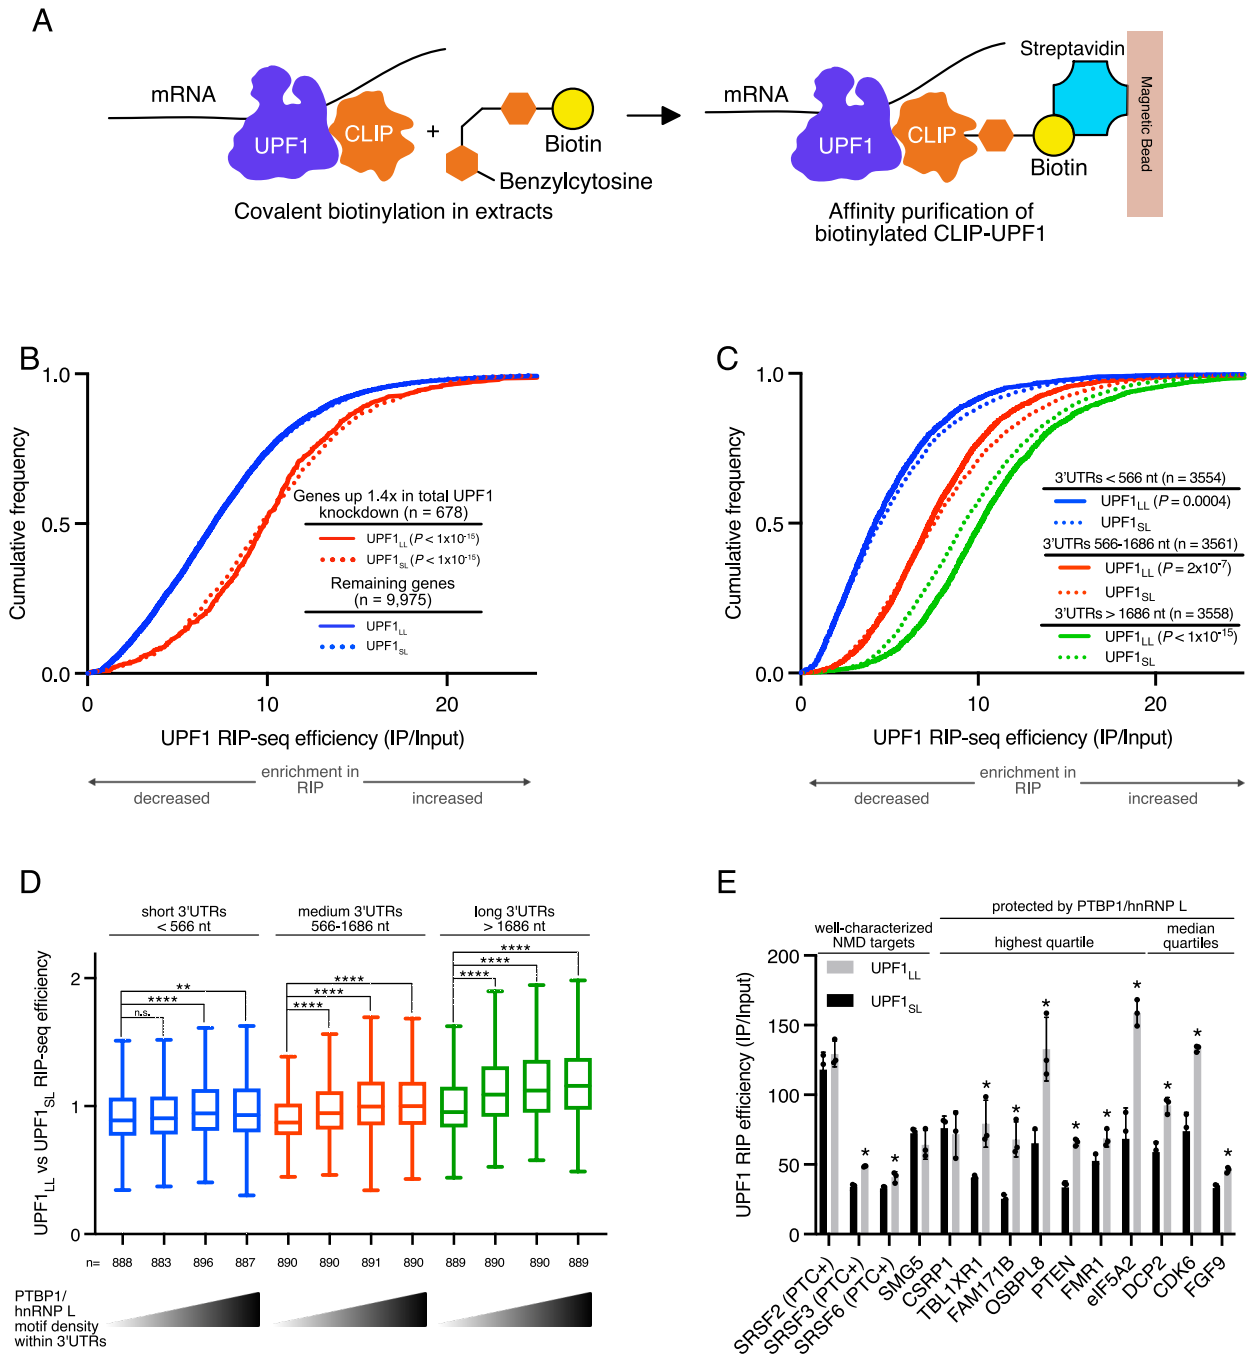 A
mRNA
UPF1
CLIP
+
Biotin
Benzylcytosine
Covalent biotinylation in extracts
mRNA
UPF1
CLIP
Streptavidin
Biotin
Magnetic Bead
Affinity purification of
biotinylated CLIP-UPF1
B
Cumulative frequency
1.0
0.5
0.0
0
10
20
Genes up 1.4x in total UPF1
knockdown (n = 678)
UPF1LL (P < 1x10-15)
UPF1SL (P < 1x10-15)
Remaining genes
(n = 9,975)
UPF1LL
UPF1SL
UPF1 RIP-seq efficiency (IP/Input)
enrichment in
RIP
decreased
increased
C
Cumulative frequency
1.0
0.5
0.0
0
10
20
3'UTRs < 566 nt (n = 3554)
UPF1LL (P = 0.0004)
UPF1SL
3'UTRs 566-1686 nt (n = 3561)
UPF1LL (P = 2x10-7)
UPF1SL
3'UTRs > 1686 nt (n = 3558)
UPF1LL (P < 1x10-15)
UPF1SL
UPF1 RIP-seq efficiency (IP/Input)
enrichment in
RIP
decreased
increased
D
UPF1LL vs UPF1SL RIP-seq efficiency
2
1
0
short 3'UTRs
< 566 nt
medium 3'UTRs
566-1686 nt
long 3'UTRs
> 1686 nt
**
****
n.s.
****
****
****
****
****
****
n= 888 883 896 887 890 890 891 890 889 890 890 889
PTBP1/
hnRNP L
motif density
within 3'UTRs
E
protected by PTBP1/hnRNP L
well-characterized
NMD targets
highest quartile
median
quartiles
UPF1 RIP efficiency (IP/Input)
200
150
100
50
0
UPF1LL
UPF1SL
* * * * * * * * * * *
SRSF2 (PTC+)
SRSF3 (PTC+)
SRSF6 (PTC+)
SMG5
CSRP1
TBL1XR1
FAM171B
OSBPL8
PTEN
FMR1
eIF5A2
DCP2
CDK6
FGF9